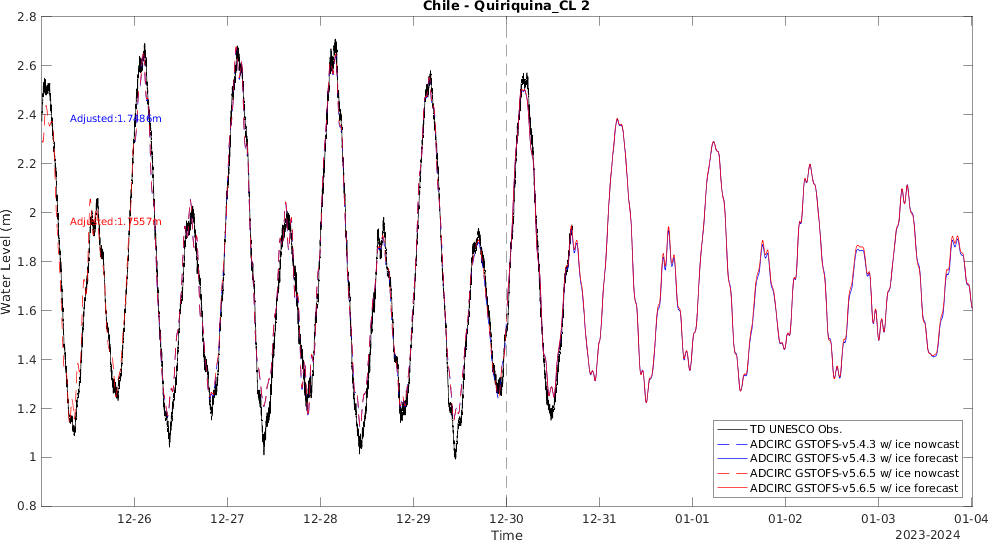 Chile - Quiriquina_CL 2
2.8
2.6
2.4
2.2
2
1.8
1.6
1.4
1.2
1
0.8
Water Level (m)
Adjusted:1.7486m
Adjusted:1.7557m
TD UNESCO Obs.
ADCIRC GSTOFS-v5.4.3 w/ ice nowcast
ADCIRC GSTOFS-v5.4.3 w/ ice forecast
ADCIRC GSTOFS-v5.6.5 w/ ice nowcast
ADCIRC GSTOFS-v5.6.5 w/ ice forecast
12-26 12-27 12-28 12-29 12-30 12-31 01-01 01-02 01-03 01-04
Time
2023-2024